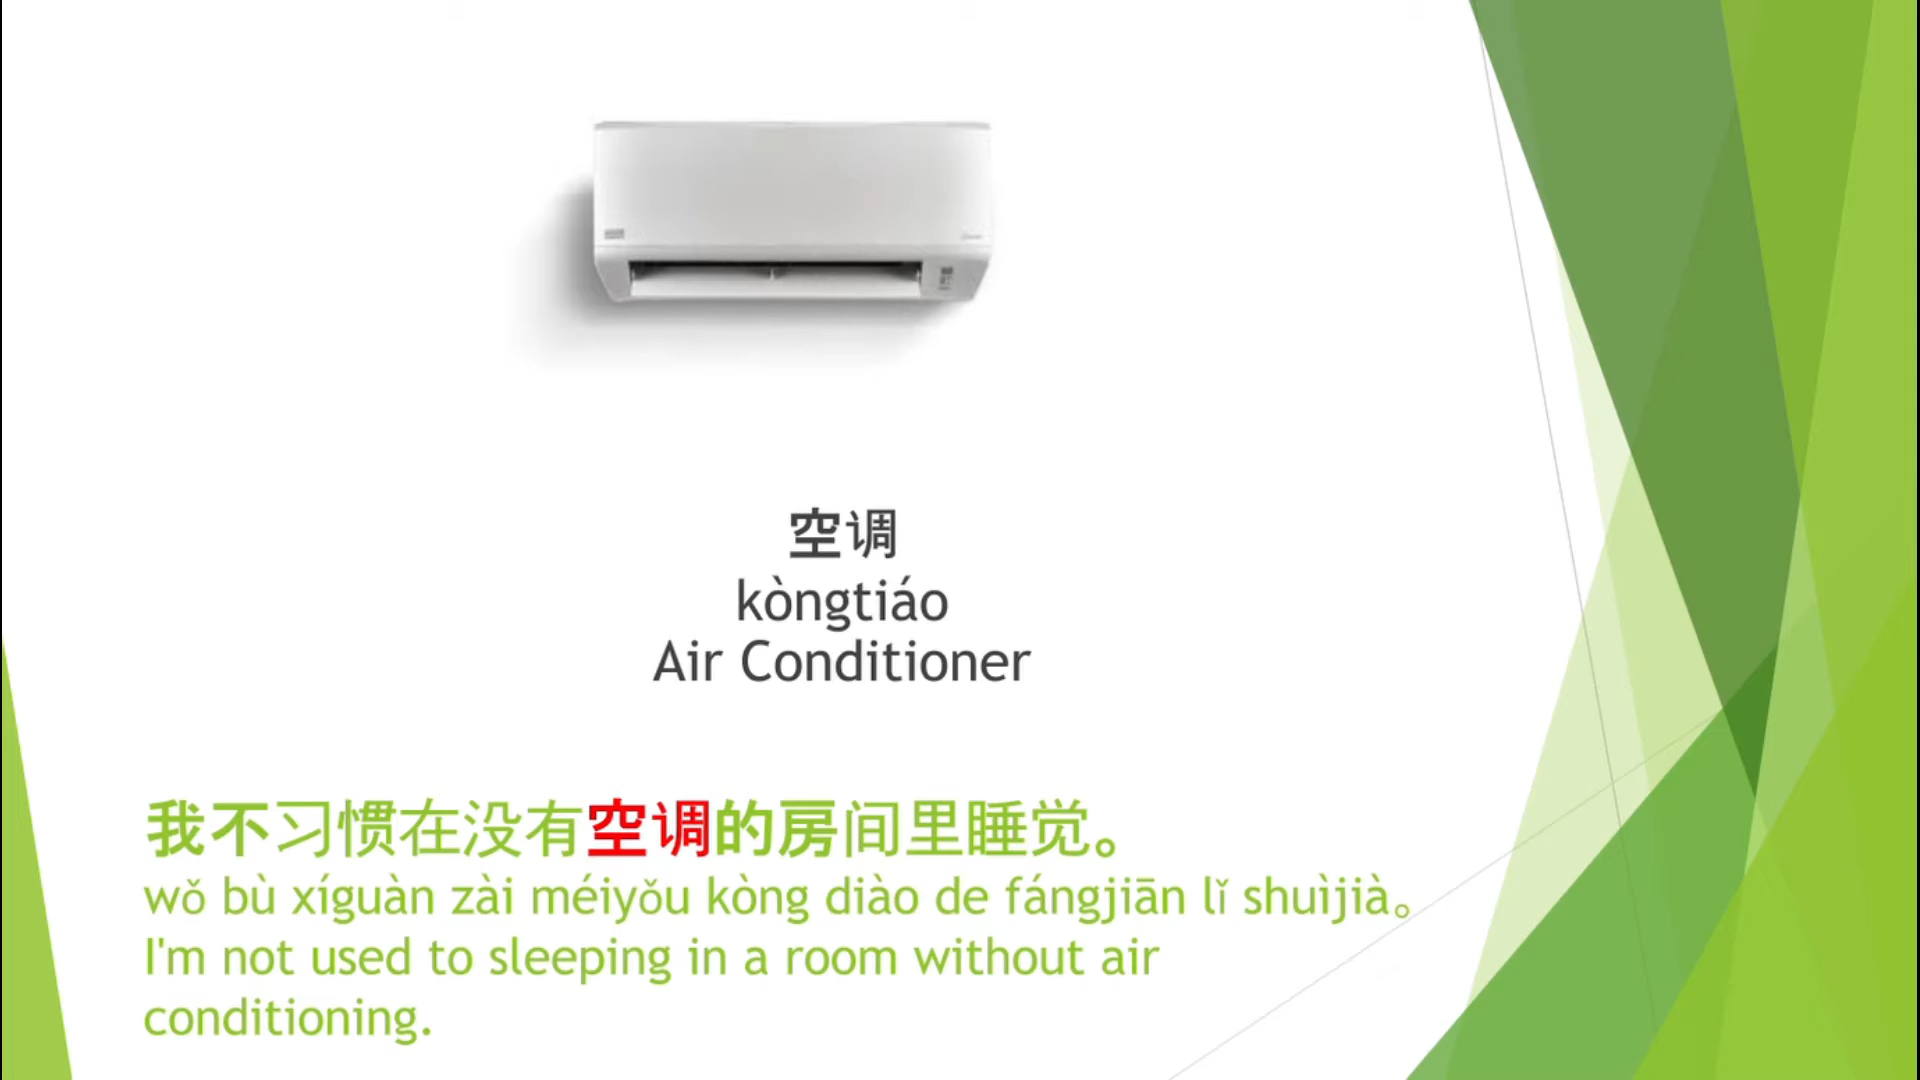 空调
kòngtiáo
Air Conditioner
我不习惯在没有空调的房间里睡觉。
wǒ bù xíguàn zài méiyǒu kòng diào de fángjiān lǐ shuìjià。
I'm not used to sleeping in a room without air
conditioning.